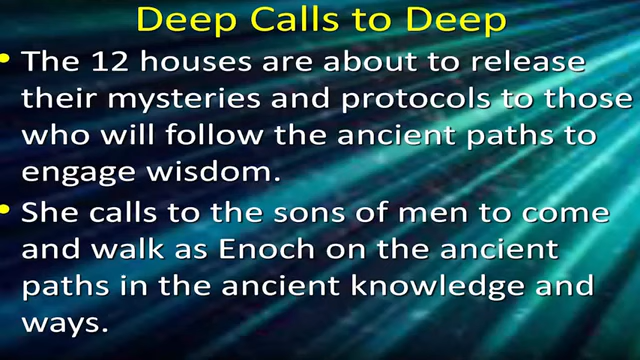 Deep Calls to Deep
• The 12 houses are about to release
their mysteries and protocols to those
who will follow the ancient paths to
engage wisdom.
• She calls to the sons of men to come
and walk as Enoch on the ancient
paths in the ancient knowledge and
ways.